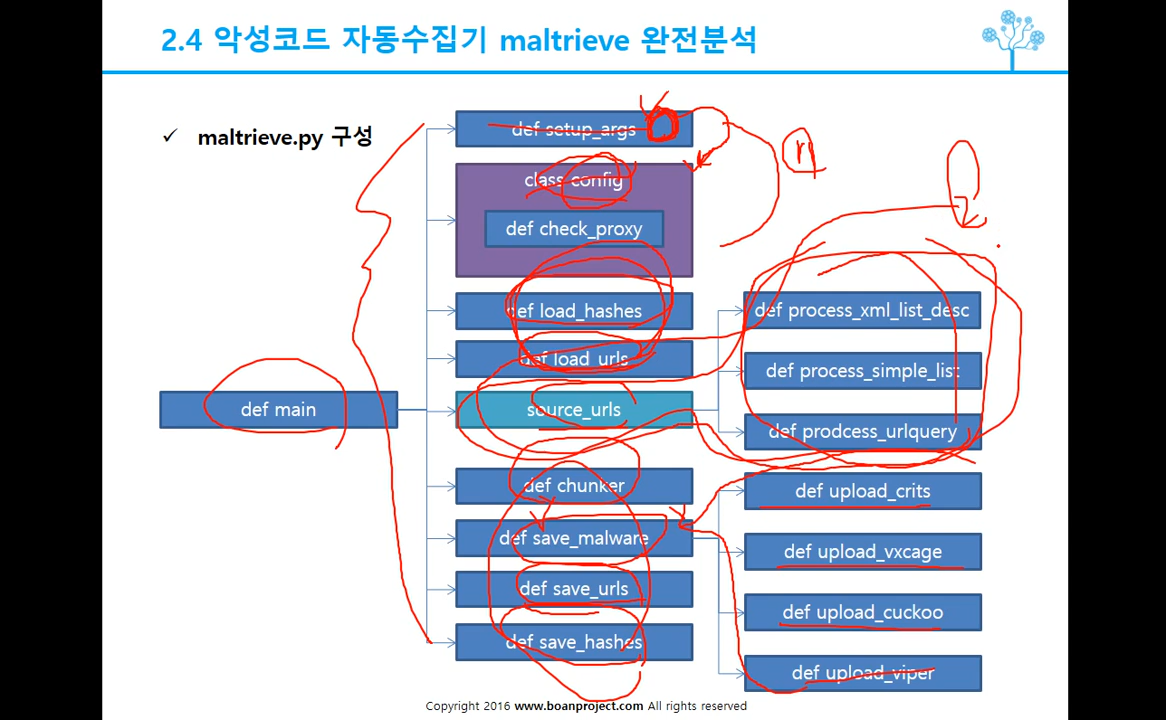 2.4 악성코드 자동수집기 maltrieve 완전분석
✓ maltrieve.py 구성
def setup_args
class config
def check_proxy
def load_hashes
def process_xml_list_desc
def load_urls
def process_simple_list
def main
source_urls
def prodcess_urlquery
def chunker
def upload_crits
def save_malware
def upload_vxcage
def save_urls
def upload_cuckoo
def save_hashes
def upload_viper
Copyright 2016 www.boanproject.com All rights reserved